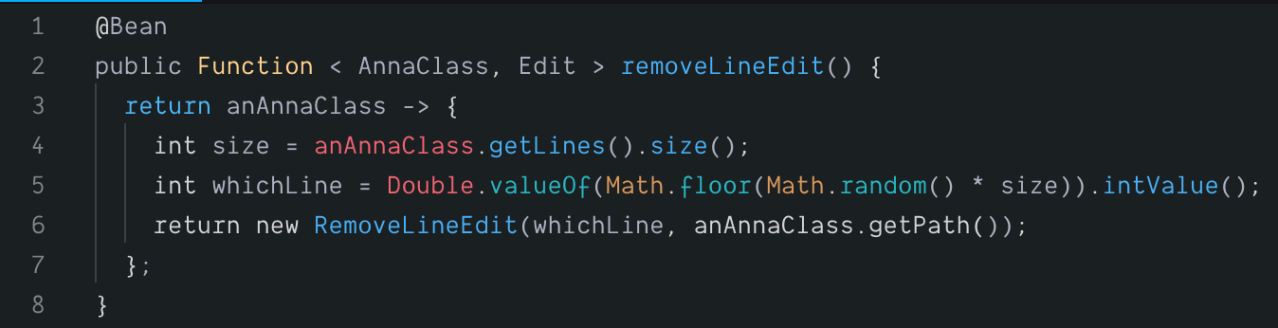 1 @Bean
2 public Function < AnnaClass, Edit > removeLineEdit() {
3 return anAnnaClass -> {
4 int size = anAnnaClass.getLines().size();
5 int whichLine = Double.valueOf(Math.floor(Math.random() * size)).intValue();
6 return new RemoveLineEdit(whichLine, anAnnaClass.getPath());
7 };
8 }